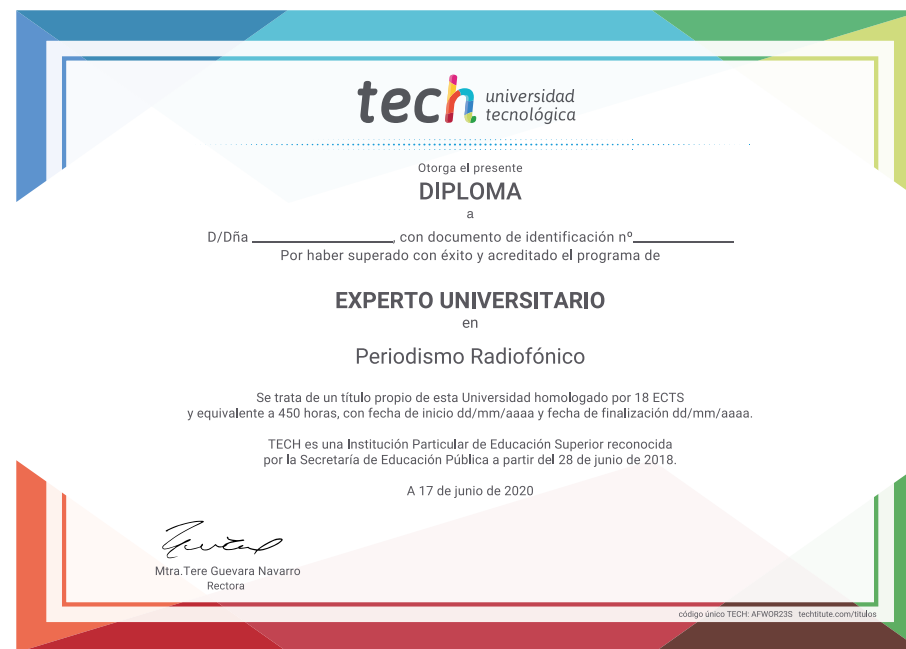 tech universidad
tecnológica
Otorga el presente
DIPLOMA
a
D/Dña ____________________, con documento de identificación nº______________
Por haber superado con éxito y acreditado el programa de
EXPERTO UNIVERSITARIO
en
Periodismo Radiofónico
Se trata de un título propio de esta Universidad homologado por 18 ECTS
y equivalente a 450 horas, con fecha de inicio dd/mm/aaaa y fecha de finalización dd/mm/aaaa.
TECH es una Institución Particular de Educación Superior reconocida
por la Secretaría de Educación Pública a partir del 28 de junio de 2018.
A 17 de junio de 2020
Mtra.Tere Guevara Navarro
Rectora
código único TECH: AFWOR23S techtitute.com/titulos